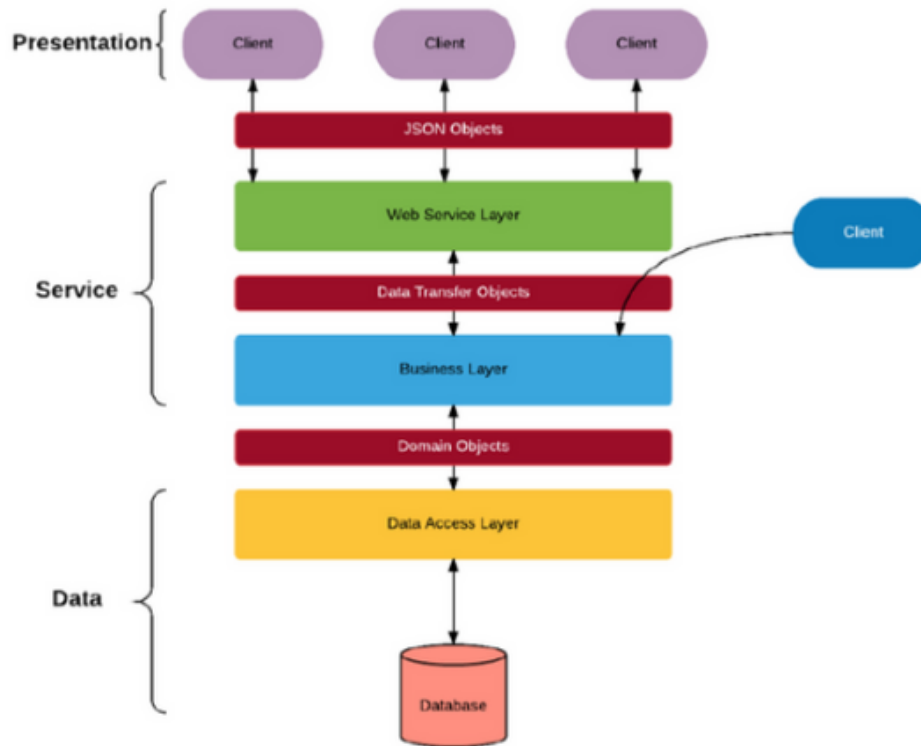 Presentation
Client
Client
Client
JSON Objects
Web Service Layer
Client
Service
Data Transfer Objects
Business Layer
Domain Objects
Data Access Layer
Data
Database